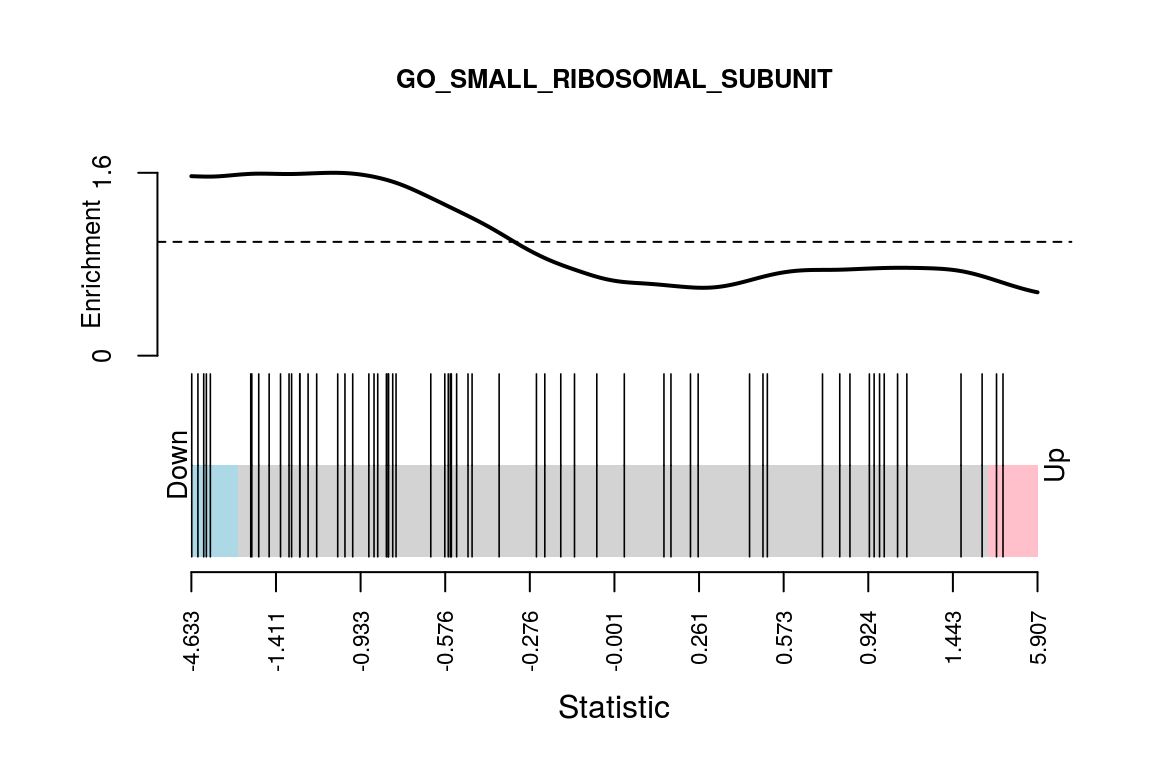 GO_SMALL_RIBOSOMAL_SUBUNIT
Enrichment
1.6
0
Down
Up
-4.633
-1.411
-0.933
-0.576
-0.276
-0.001
0.261
0.573
0.924
1.443
5.907
Statistic